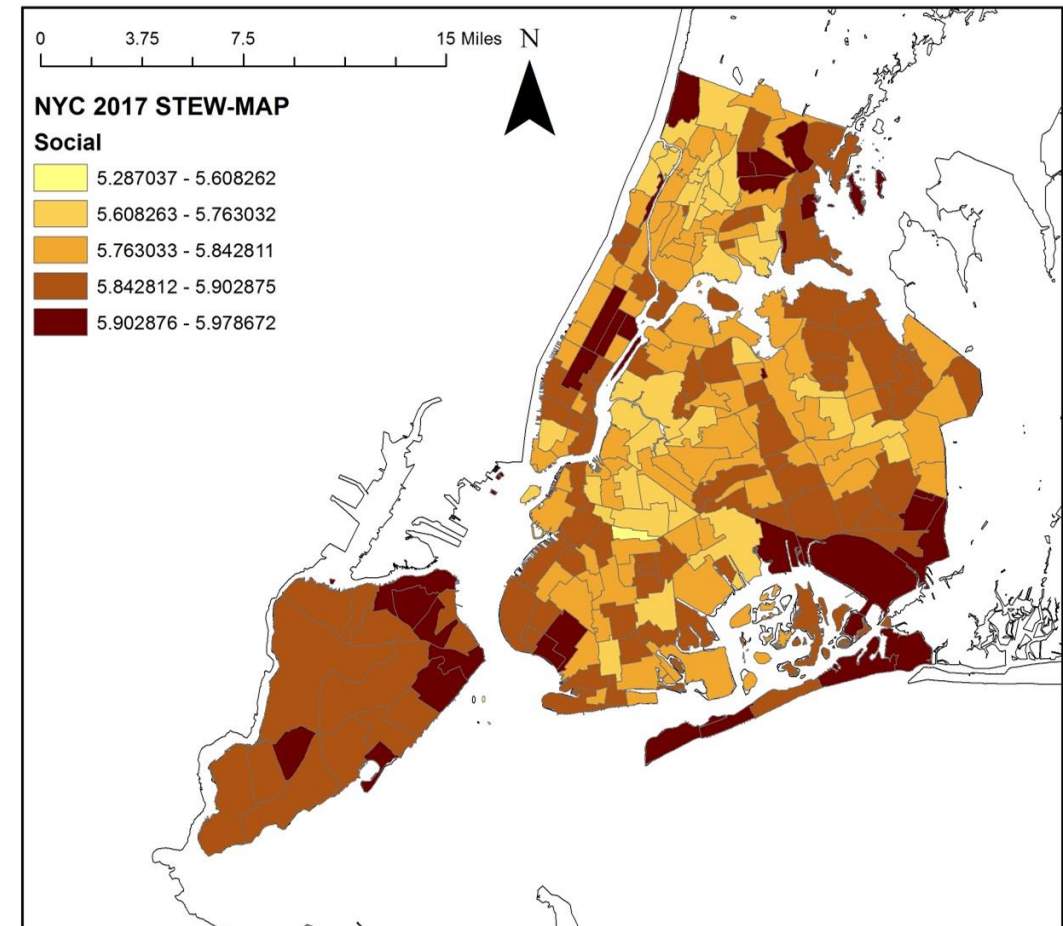 0 3.75 7.5 15 Miles N
NYC 2017 STEW-MAP
Social
5.287037 - 5.608262
5.608263 - 5.763032
5.763033 - 5.842811
5.842812 - 5.902875
5.902876 - 5.978672